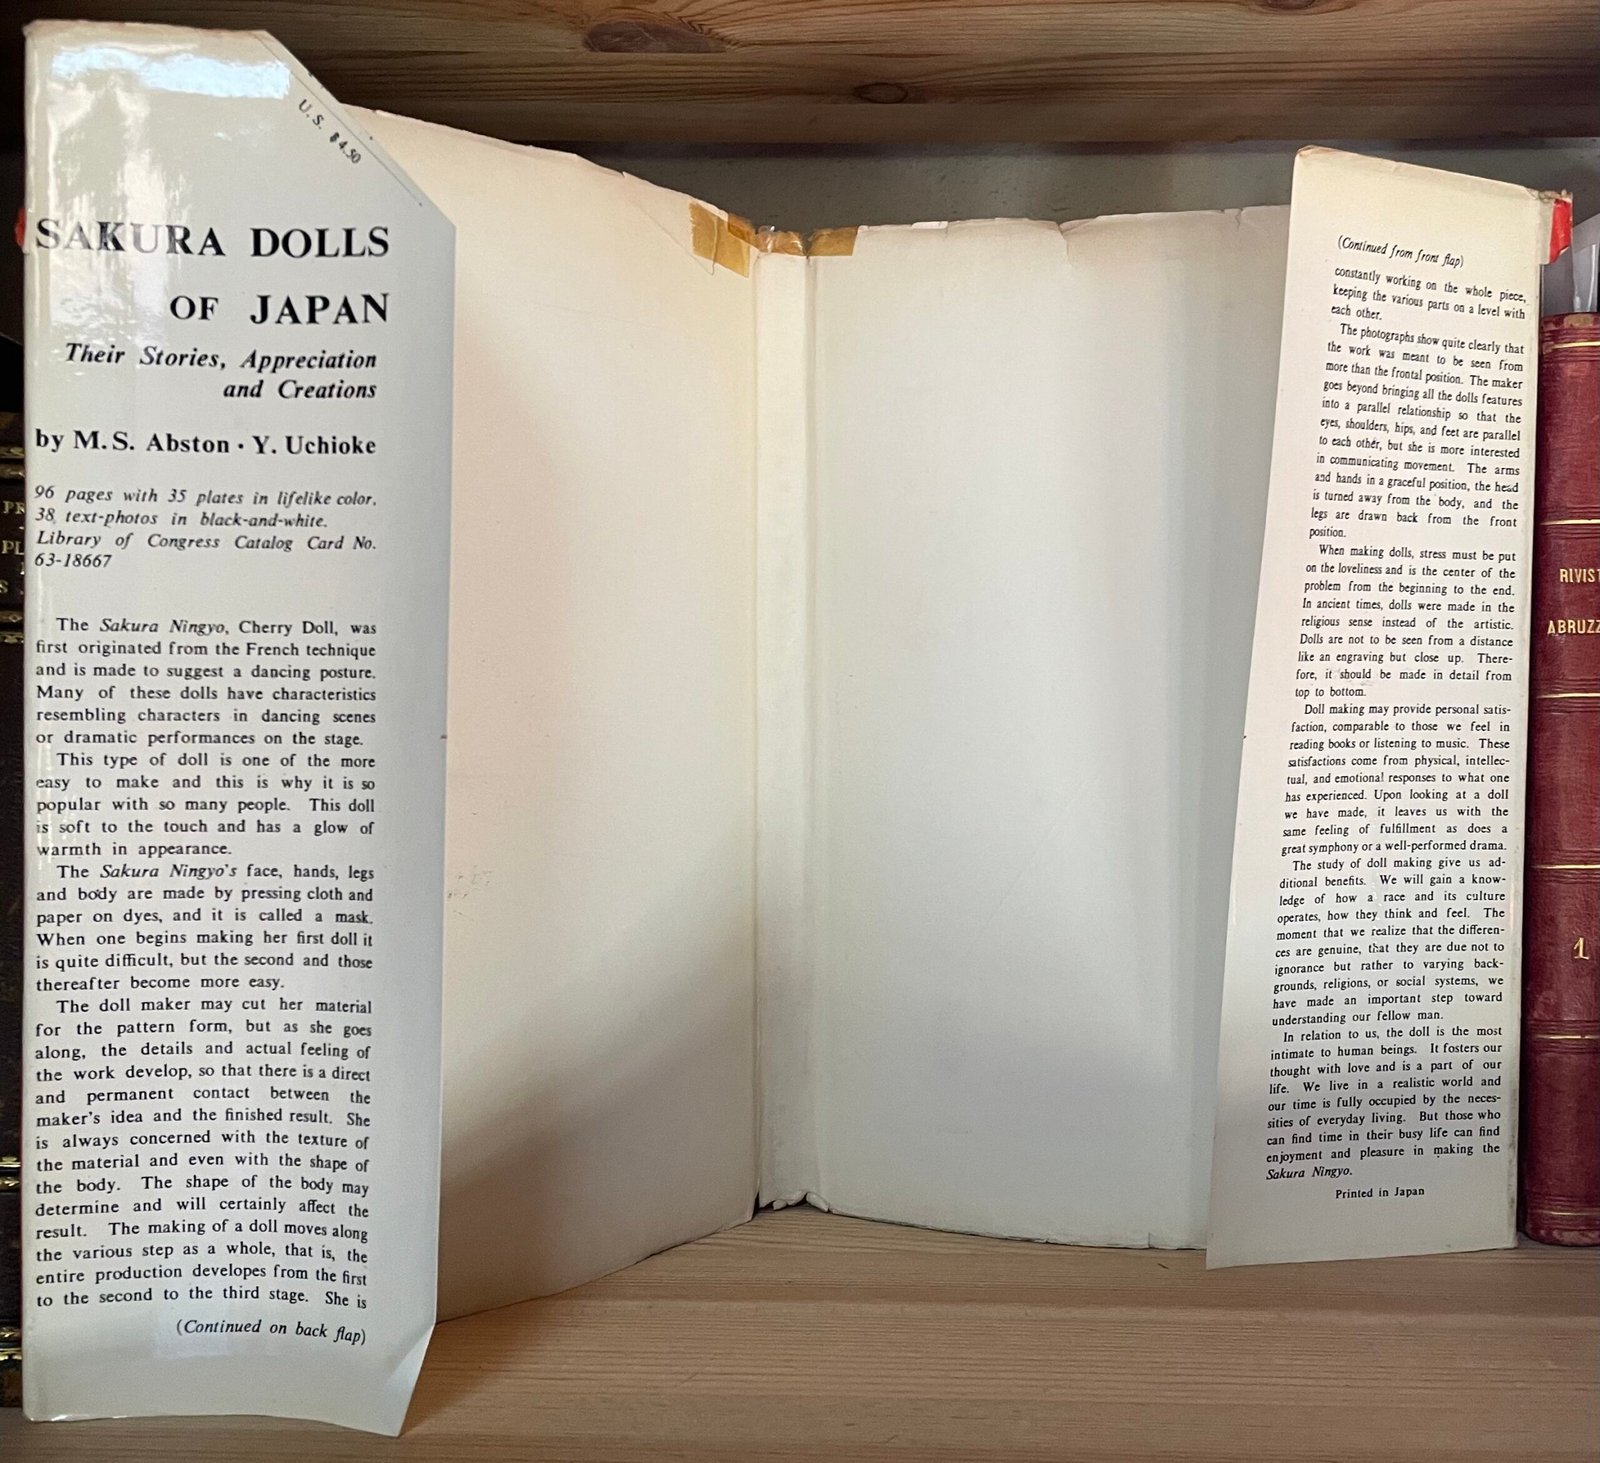 U.S. $4.50
SAKURA DOLLS
OF JAPAN
Their Stories, Appreciation
and Creations
by M.S. Abston · Y. Uchioke
96 pages with 35 plates in lifelike color,
38 text-photos in black-and-white.
Library of Congress Catalog Card No.
63-18667
The Sakura Ningyo, Cherry Doll, was
first originated from the French technique
and is made to suggest a dancing posture.
Many of these dolls have characteristics
resembling characters in dancing scenes
or dramatic performances on the stage.
This type of doll is one of the more
easy to make and this is why it is so
popular with so many people. This doll
is soft to the touch and has a glow of
warmth in appearance.
The Sakura Ningyo's face, hands, legs
and body are made by pressing cloth and
paper on dyes, and it is called a mask.
When one begins making her first doll it
is quite difficult, but the second and those
thereafter become more easy.
The doll maker may cut her material
for the pattern form, but as she goes
along, the details and actual feeling of
the work develop, so that there is a direct
and permanent contact between the
maker's idea and the finished result. She
is always concerned with the texture of
the material and even with the shape of
the body. The shape of the body may
determine and will certainly affect the
result. The making of a doll moves along
the various step as a whole, that is, the
entire production developes from the first
to the second to the third stage. She is
(Continued on back flap)
(Continued from front flap)
constantly working on the whole piece,
keeping the various parts on a level with
each other.
The photographs show quite clearly that
the work was meant to be seen from
more than the frontal position. The maker
goes beyond bringing all the dolls features
into a parallel relationship so that the
eyes, shoulders, hips, and feet are parallel
to each other, but she is more interested
in communicating movement. The arms
and hands in a graceful position, the head
is turned away from the body, and the
legs are drawn back from the front
position.
When making dolls, stress must be put
on the loveliness and is the center of the
problem from the beginning to the end.
In ancient times, dolls were made in the
religious sense instead of the artistic.
Dolls are not to be seen from a distance
like an engraving but close up. There-
fore, it should be made in detail from
top to bottom.
Doll making may provide personal satis-
faction, comparable to those we feel in
reading books or listening to music. These
satisfactions come from physical, intellec-
tual, and emotional responses to what one
has experienced. Upon looking at a doll
we have made, it leaves us with the
same feeling of fulfillment as does a
great symphony or a well-performed drama.
The study of doll making give us ad-
ditional benefits. We will gain a know-
ledge of how a race and its culture
operates, how they think and feel. The
moment that we realize that the differen-
ces are genuine, that they are due not to
ignorance but rather to varying back-
grounds, religions, or social systems, we
have made an important step toward
understanding our fellow man.
In relation to us, the doll is the most
intimate to human beings. It fosters our
thought with love and is a part of our
life. We live in a realistic world and
our time is fully occupied by the neces-
sities of everyday living. But those who
can find time in their busy life can find
enjoyment and pleasure in making the
Sakura Ningyo.
Printed in Japan
RIVIST
ABRUZZ
1